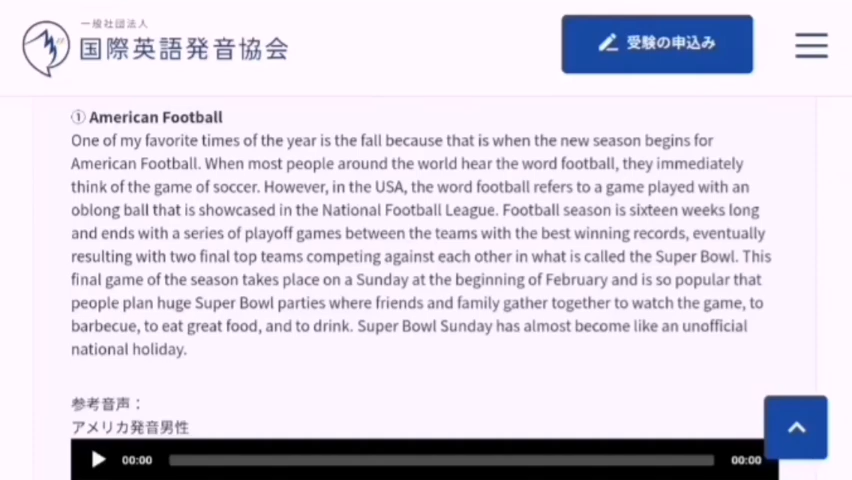 一般社団法人
国際英語発音協会
受験の申込み
① American Football
One of my favorite times of the year is the fall because that is when the new season begins for
American Football. When most people around the world hear the word football, they immediately
think of the game of soccer. However, in the USA, the word football refers to a game played with an
oblong ball that is showcased in the National Football League. Football season is sixteen weeks long
and ends with a series of playoff games between the teams with the best winning records, eventually
resulting with two final top teams competing against each other in what is called the Super Bowl. This
final game of the season takes place on a Sunday at the beginning of February and is so popular that
people plan huge Super Bowl parties where friends and family gather together to watch the game, to
barbecue, to eat great food, and to drink. Super Bowl Sunday has almost become like an unofficial
national holiday.
参考音声：
アメリカ発音男性
00:00 00:00